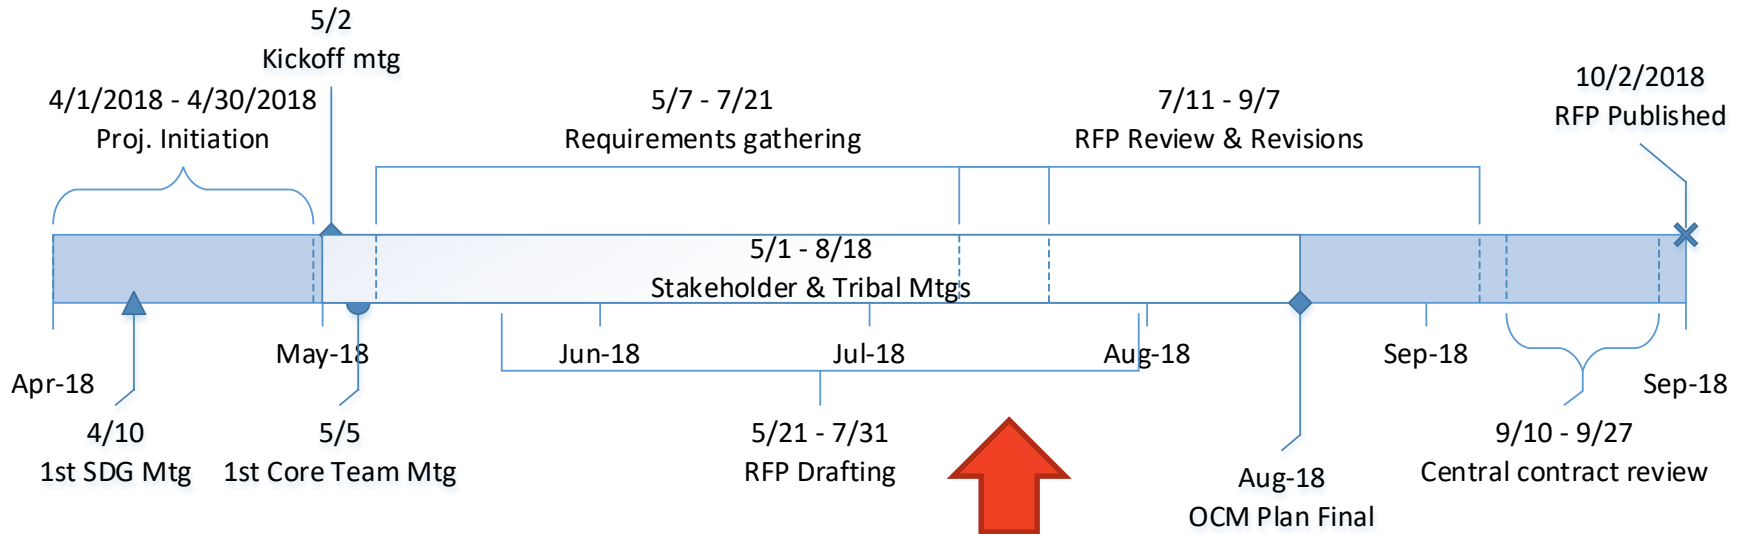 5/2
Kickoff mtg
4/1/2018 - 4/30/2018
Proj. Initiation
5/7 - 7/21
Requirements gathering
7/11 - 9/7
RFP Review & Revisions
10/2/2018
RFP Published
5/1 - 8/18
Stakeholder & Tribal Mtgs
Apr-18
May-18
Jun-18
Jul-18
Aug-18
Sep-18
Sep-18
4/10
1st SDG Mtg
5/5
1st Core Team Mtg
5/21 - 7/31
RFP Drafting
Aug-18
OCM Plan Final
9/10 - 9/27
Central contract review